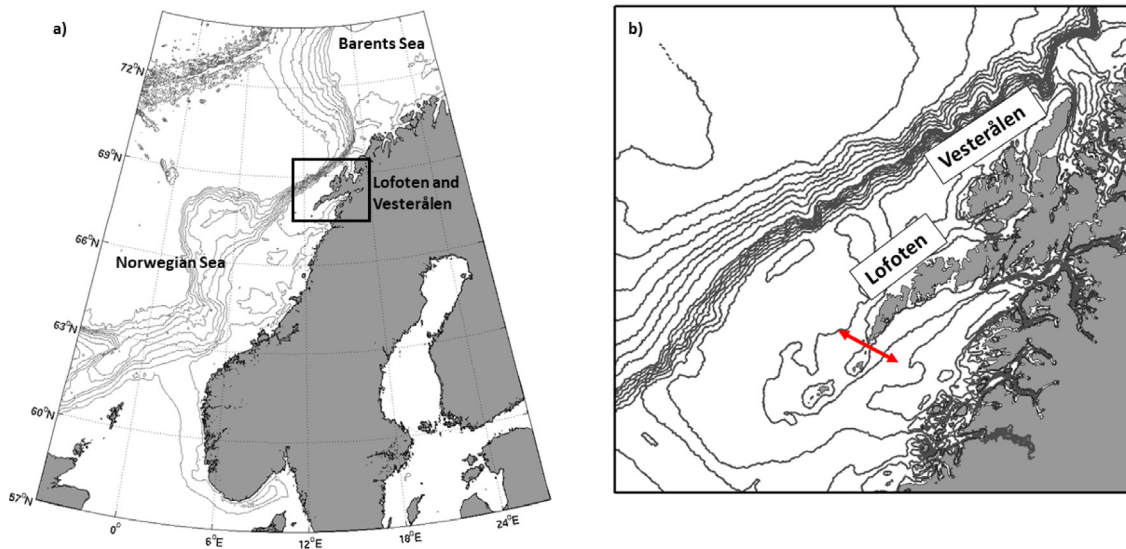 a)
Barents Sea
72°N
69°N
Lofoten and
Vesterålen
66°N
Norwegian Sea
63°N
60°N
57°N
0°
6°E
12°E
18°E
24°E
b)
Vesterålen
Lofoten